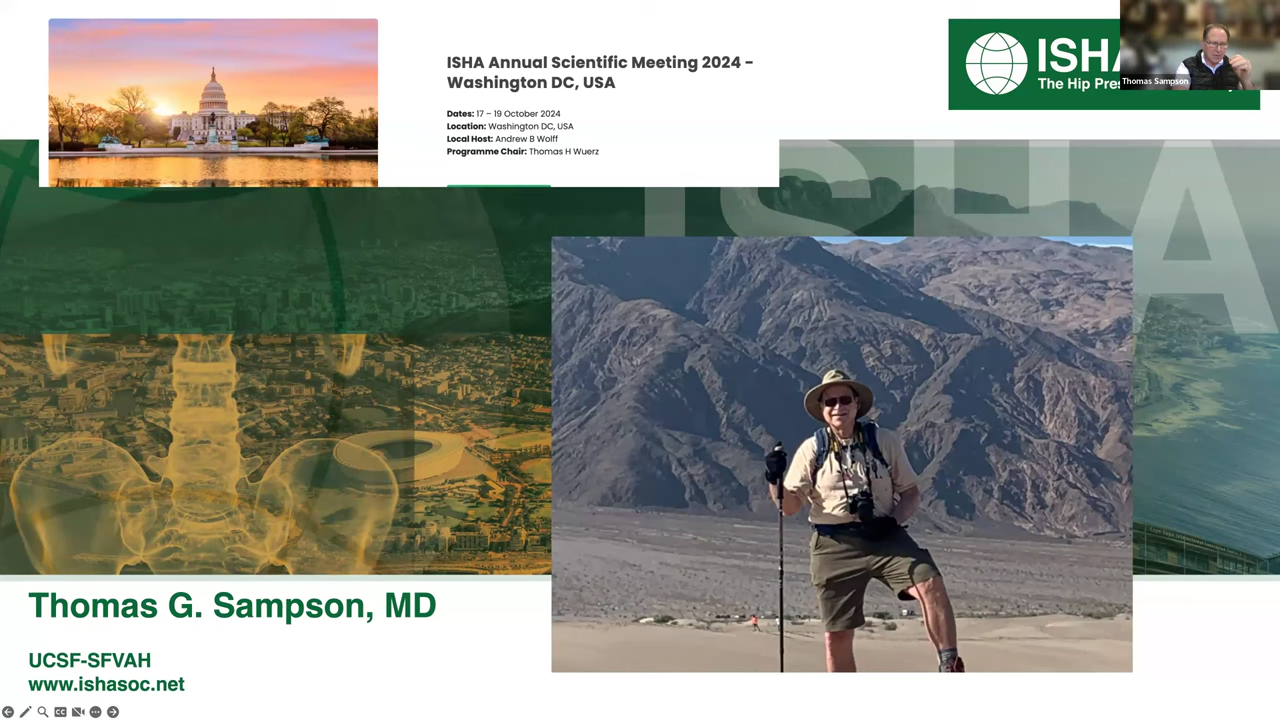 ISHA Annual Scientific Meeting 2024 -
Washington DC, USA
Dates: 17 – 19 October 2024
Location: Washington DC, USA
Local Host: Andrew B Wolff
Programme Chair: Thomas H Wuerz
ISHA
The Hip
Thomas Sampson
ISHA
Thomas G. Sampson, MD
UCSF-SFVAH
www.ishasoc.net
CC